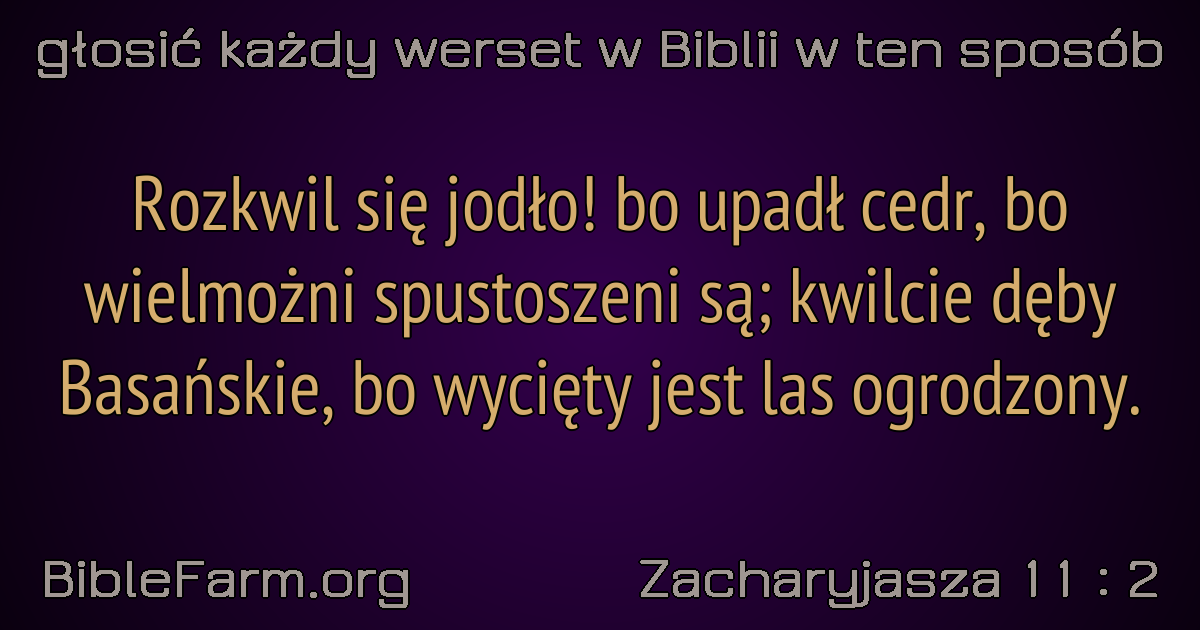 głosić każdy werset w Biblii w ten sposób
Rozkwil się jodło! bo upadł cedr, bo
wielmożni spustoszeni są; kwilcie dęby
Basańskie, bo wycięty jest las ogrodzony.
BibleFarm.org
Zacharyjasza 11 : 2